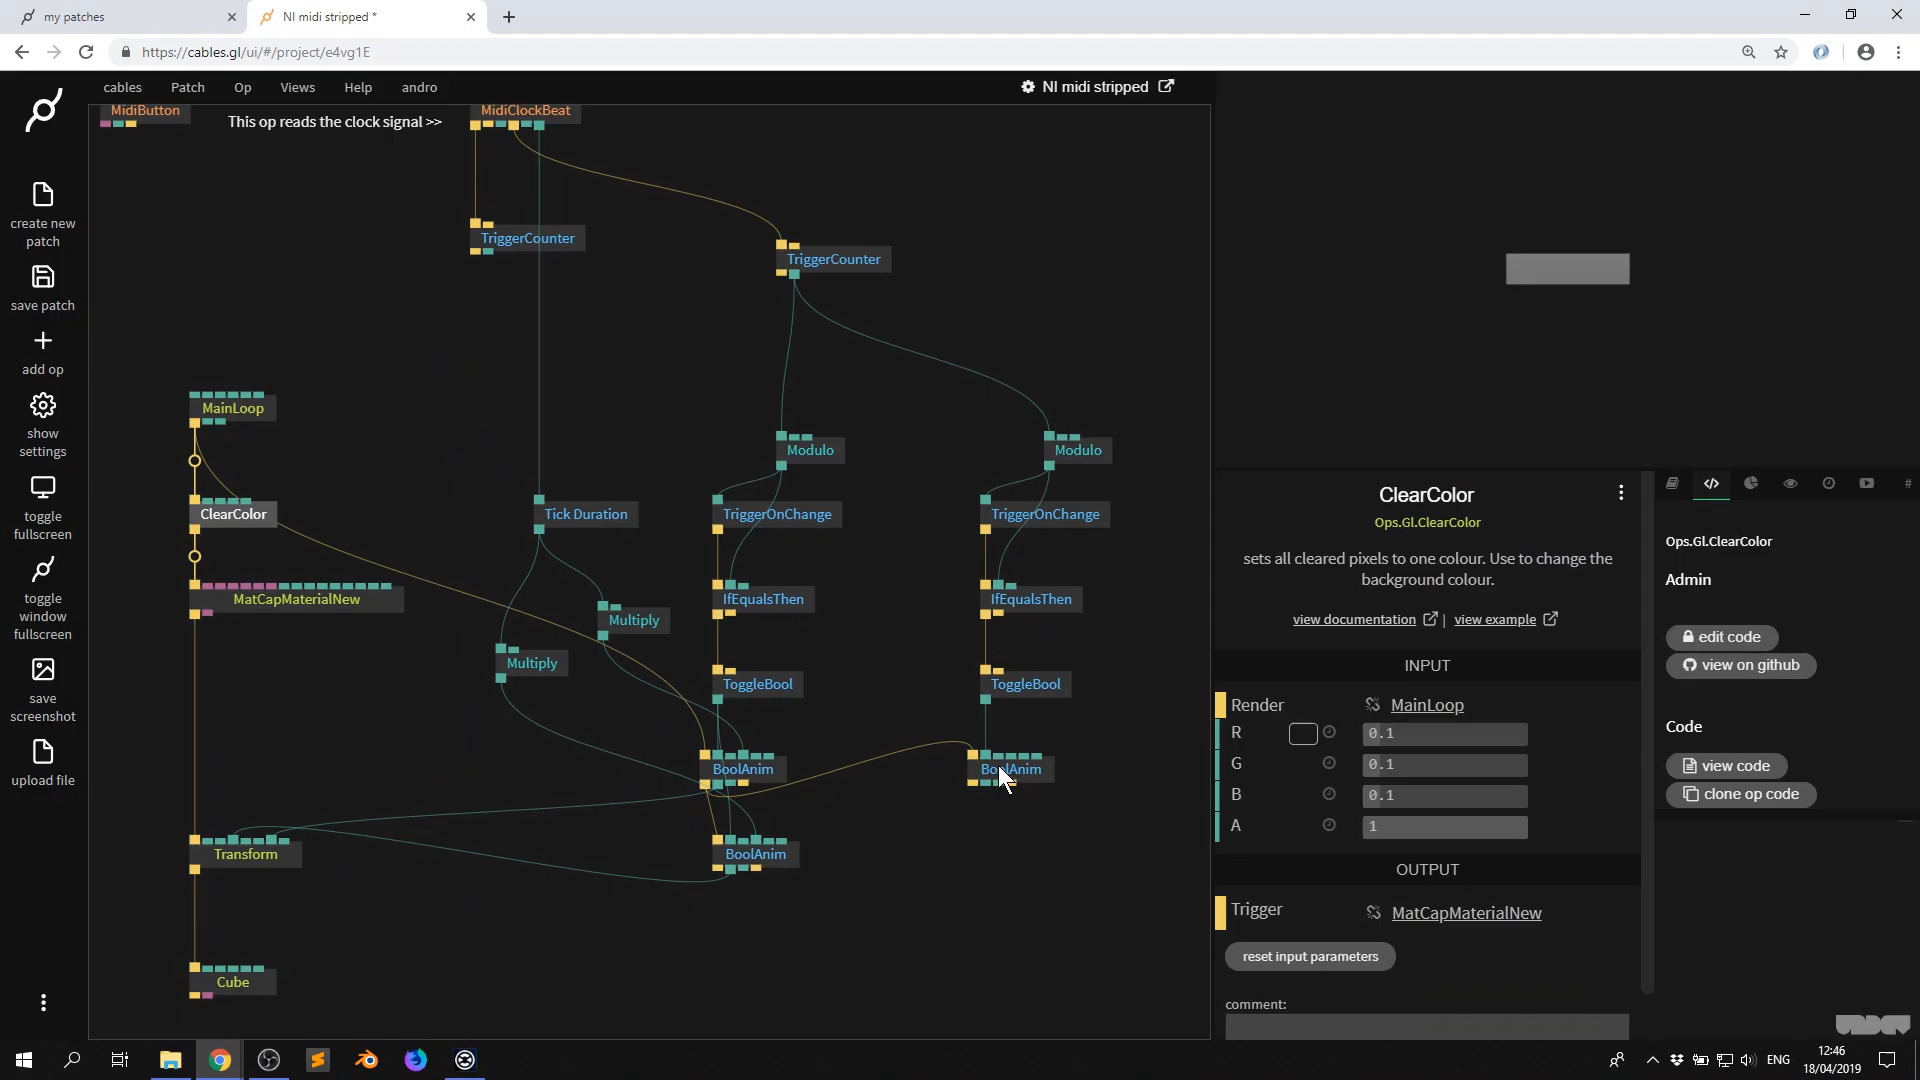 my patches
NI midi stripped *
https://cables.gl/ui/#/project/e4vg1E
cables
Patch
Op
Views
Help
andro
NI midi stripped
create new
patch
save patch
add op
show
settings
toggle
fullscreen
toggle
window
fullscreen
save
screenshot
upload file
MidiButton
This op reads the clock signal >>
MidiClockBeat
TriggerCounter
TriggerCounter
MainLoop
Modulo
Modulo
ClearColor
Tick Duration
TriggerOnChange
TriggerOnChange
MatCapMaterialNew
IfEqualsThen
IfEqualsThen
Multiply
Multiply
ToggleBool
ToggleBool
BoolAnim
BoolAnim
Transform
BoolAnim
Cube
ClearColor
Ops.Gl.ClearColor
sets all cleared pixels to one colour. Use to change the
background colour.
view documentation | view example
INPUT
Render MainLoop
R 0.1
G 0.1
B 0.1
A 1
OUTPUT
Trigger MatCapMaterialNew
reset input parameters
comment:
#
Ops.Gl.ClearColor
Admin
edit code
view on github
Code
view code
clone op code
ENG
12:46
18/04/2019